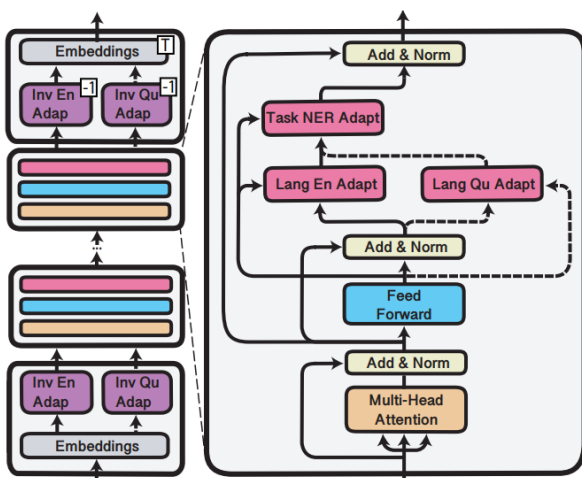 Embeddings
T
Inv En
Adap
-1
Inv Qu
Adap
-1
...
Inv En
Adap
Inv Qu
Adap
Embeddings
Add & Norm
Task NER Adapt
Lang En Adapt
Lang Qu Adapt
Add & Norm
Feed
Forward
Add & Norm
Multi-Head
Attention